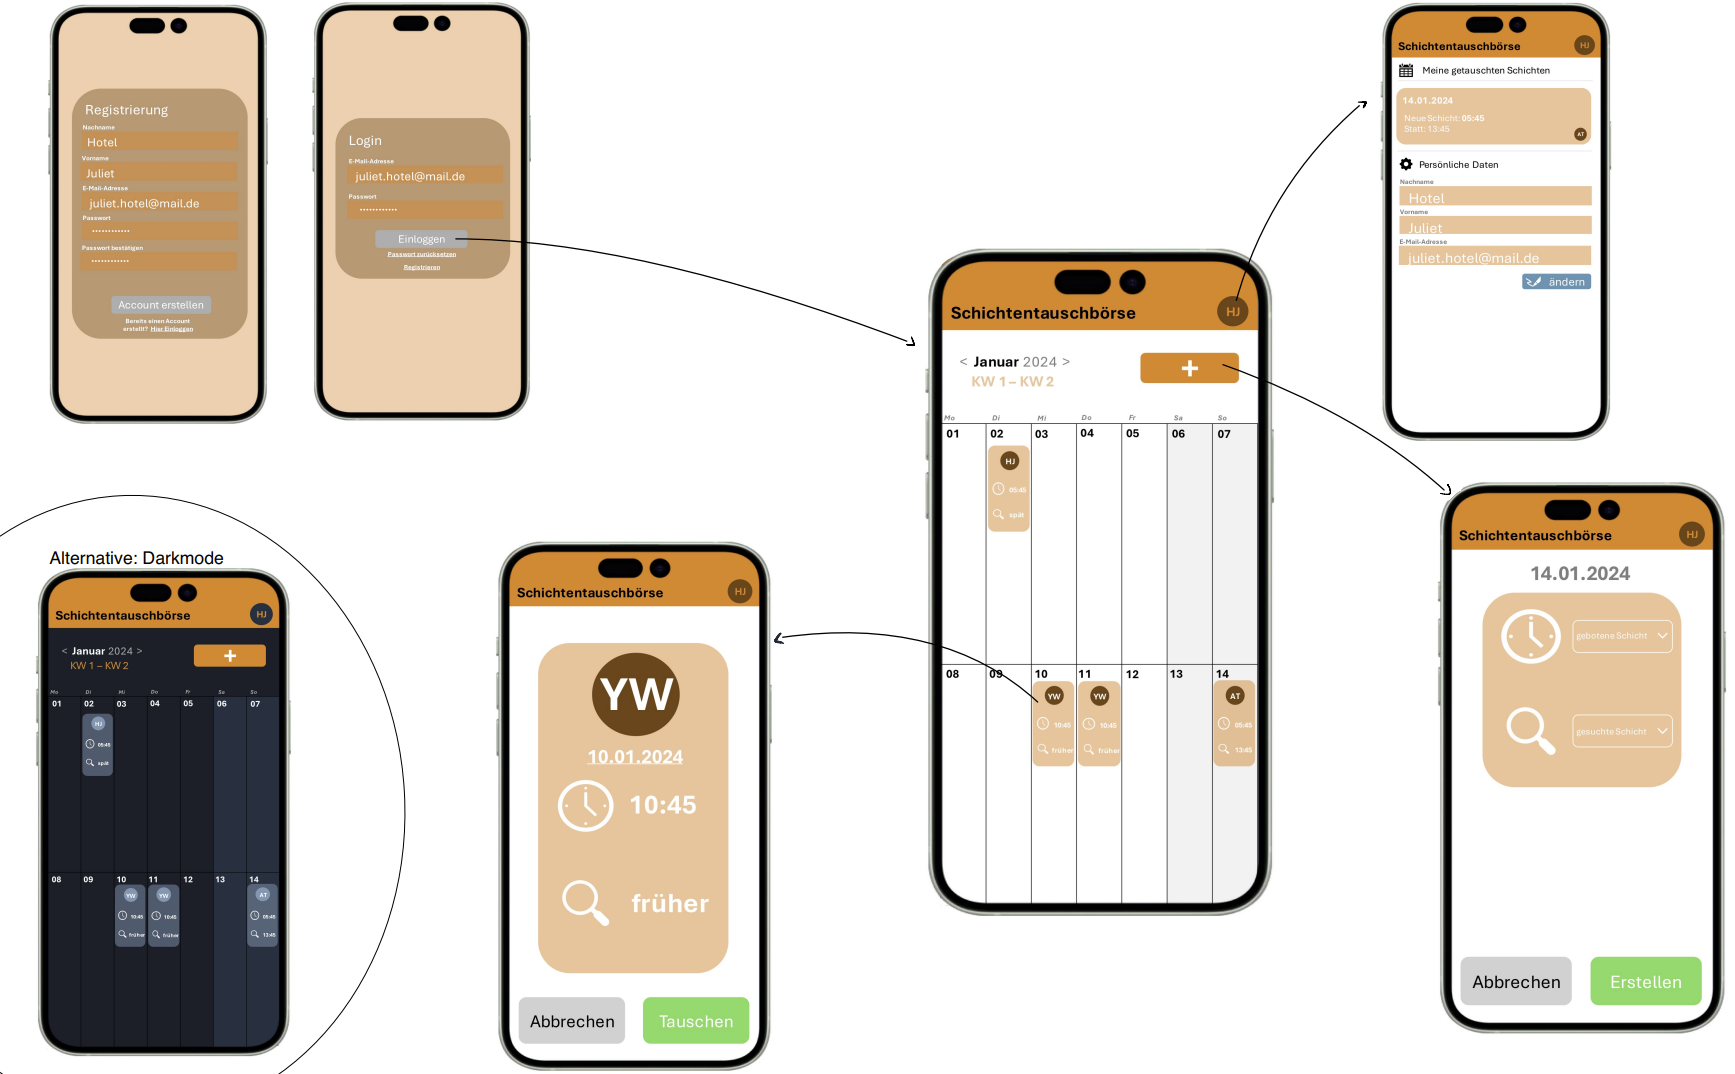 Registrierung
Nachname
Hotel
Vorname
Juliet
E-Mail-Adresse
juliet.hotel@mail.de
Passwort
············
Passwort bestätigen
············
Account erstellen
Bereits einen Account
erstellt? Hier Einloggen
Login
E-Mail-Adresse
juliet.hotel@mail.de
Passwort
············
Einloggen
Passwort zurücksetzen
Registrieren
Schichtentauschbörse HJ
Meine getauschten Schichten
14.01.2024
Neue Schicht: 05:45
Statt: 13:45
AT
Persönliche Daten
Nachname
Hotel
Vorname
Juliet
E-Mail-Adresse
juliet.hotel@mail.de
ändern
Schichtentauschbörse HJ
< Januar 2024 > +
KW 1 – KW 2
Mo Di Mi Do Fr Sa So
01 02 03 04 05 06 07
HJ
05:45
spät
08 09 10 11 12 13 14
YW YW AT
10:45 10:45 05:45
früher früher 13:45
Alternative: Darkmode
Schichtentauschbörse HJ
< Januar 2024 > +
KW 1 – KW 2
Mo Di Mi Do Fr Sa So
01 02 03 04 05 06 07
HJ
05:45
spät
08 09 10 11 12 13 14
YW YW AT
10:45 10:45 05:45
früher früher 13:45
Schichtentauschbörse HJ
YW
10.01.2024
10:45
früher
Abbrechen Tauschen
Schichtentauschbörse HJ
14.01.2024
gebotene Schicht
gesuchte Schicht
Abbrechen Erstellen